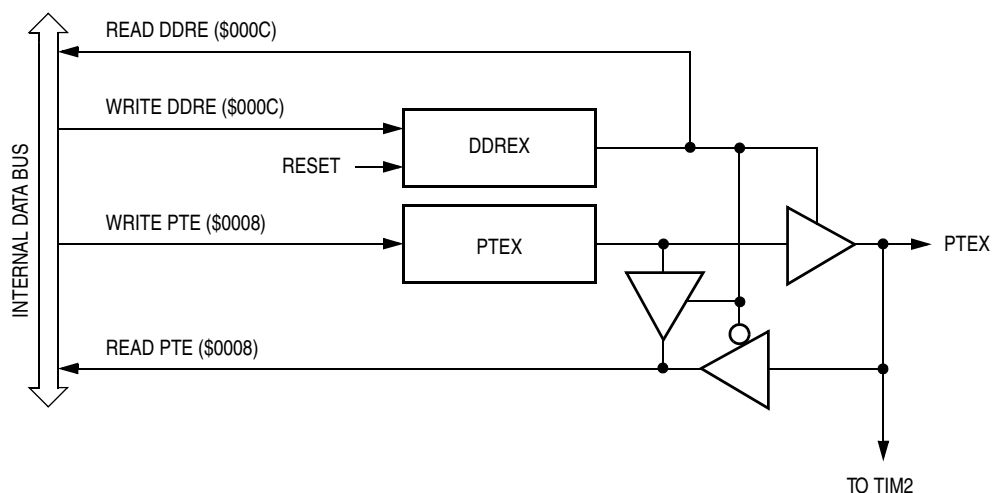 READ DDRE ($000C)
WRITE DDRE ($000C)
DDREX
RESET
INTERNAL DATA BUS
WRITE PTE ($0008)
PTEX
PTEX
READ PTE ($0008)
TO TIM2